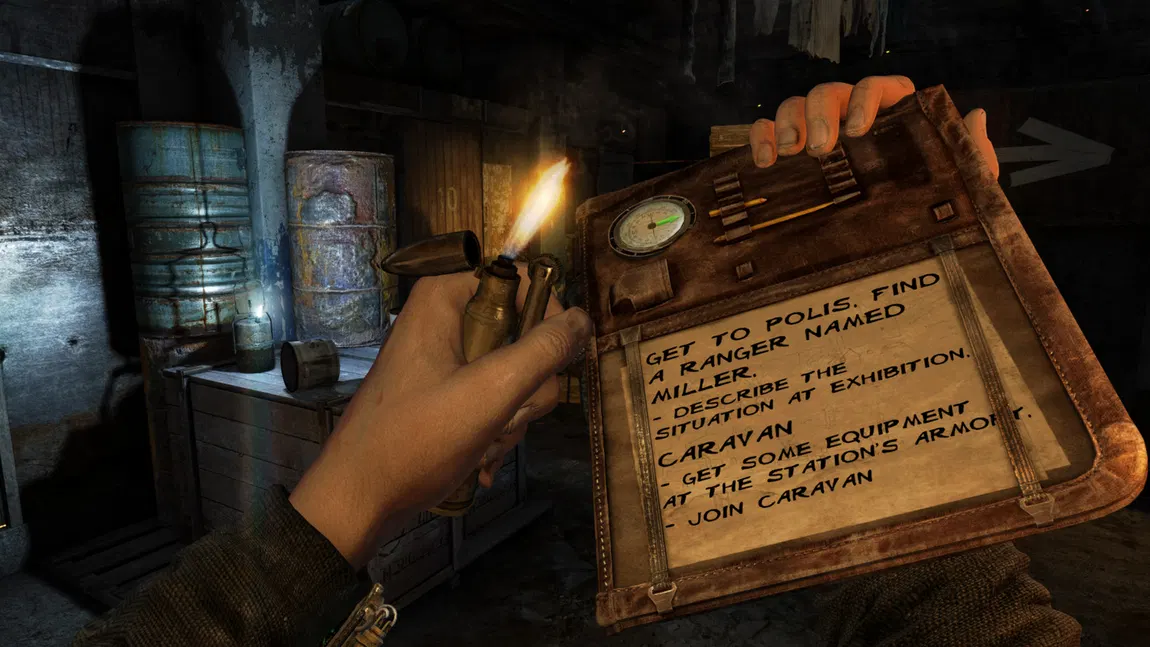 10
GET TO POLIS. FIND
A RANGER NAMED
MILLER.
- DESCRIBE THE
SITUATION AT EXHIBITION.
CARAVAN
- GET SOME EQUIPMENT
AT THE STATION'S ARMORY.
- JOIN CARAVAN